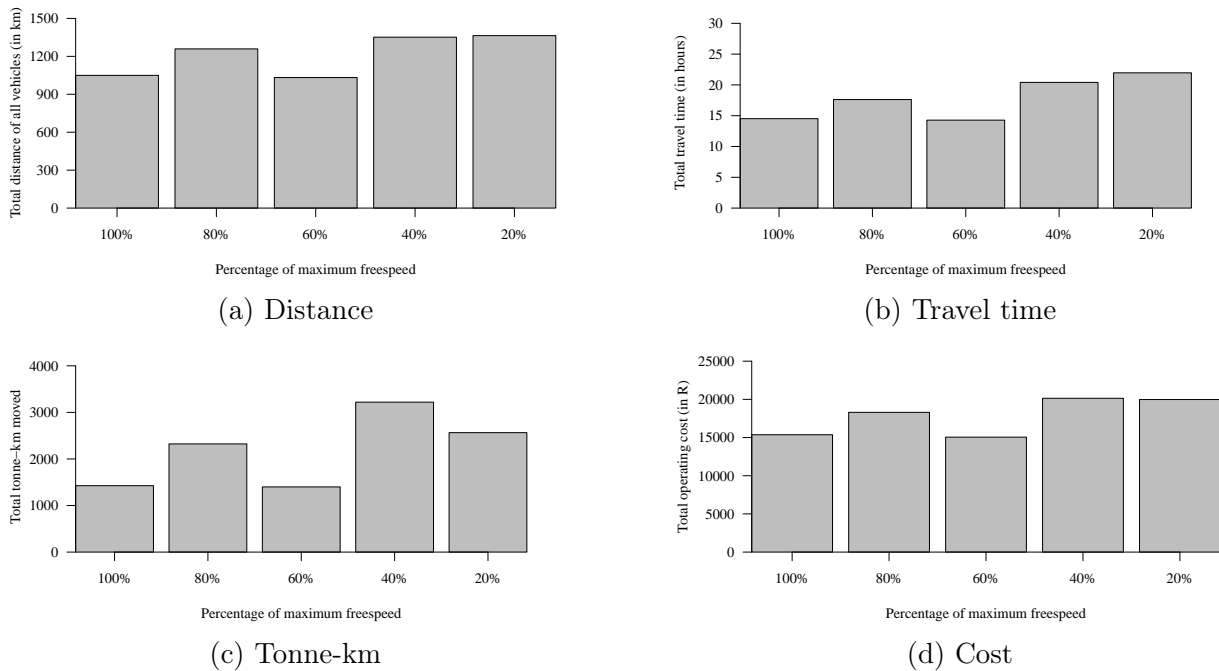 Total distance of all vehicles (in km)
1500
1200
900
600
300
0
100% 80% 60% 40% 20%
Percentage of maximum freespeed
(a) Distance
Total travel time (in hours)
30
25
20
15
10
5
0
100% 80% 60% 40% 20%
Percentage of maximum freespeed
(b) Travel time
Total tonne−km moved
4000
3000
2000
1000
0
100% 80% 60% 40% 20%
Percentage of maximum freespeed
(c) Tonne-km
Total operating cost (in R)
25000
20000
15000
10000
5000
0
100% 80% 60% 40% 20%
Percentage of maximum freespeed
(d) Cost